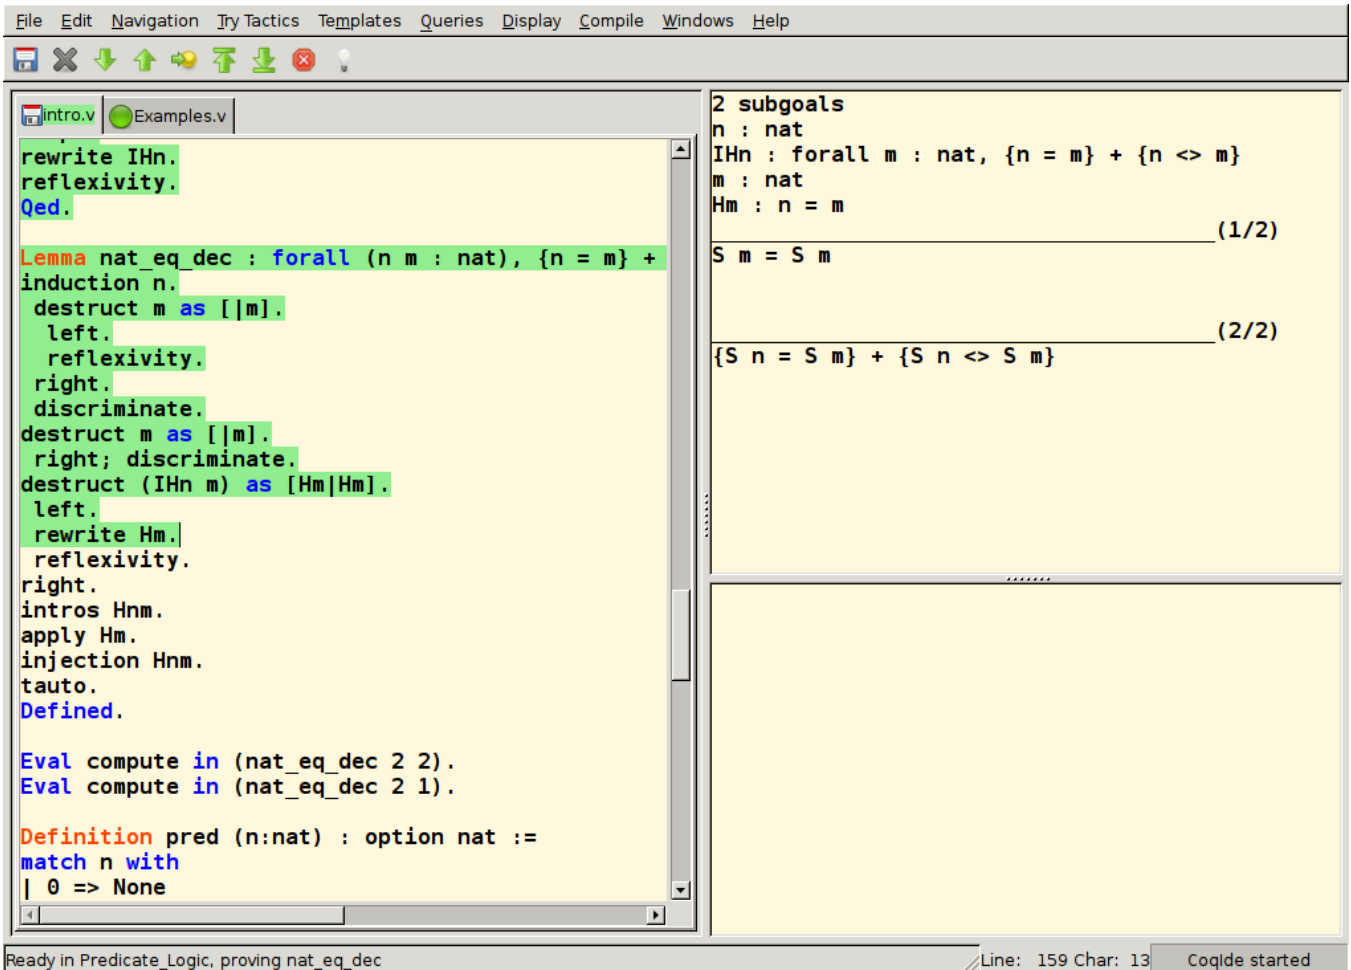 File Edit Navigation Try Tactics Templates Queries Display Compile Windows Help
intro.v Examples.v
rewrite IHn.
reflexivity.
Qed.
Lemma nat_eq_dec : forall (n m : nat), {n = m} +
induction n.
destruct m as [|m].
left.
reflexivity.
right.
discriminate.
destruct m as [|m].
right; discriminate.
destruct (IHn m) as [Hm|Hm].
left.
rewrite Hm.
reflexivity.
right.
intros Hnm.
apply Hm.
injection Hnm.
tauto.
Defined.
Eval compute in (nat_eq_dec 2 2).
Eval compute in (nat_eq_dec 2 1).
Definition pred (n:nat) : option nat :=
match n with
| 0 => None
2 subgoals
n : nat
IHn : forall m : nat, {n = m} + {n <> m}
m : nat
Hm : n = m
(1/2)
S m = S m
(2/2)
{S n = S m} + {S n <> S m}
Ready in Predicate_Logic, proving nat_eq_dec
Line: 159 Char: 13
CoqIde started